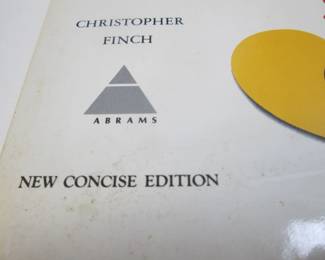 CHRISTOPHER
FINCH
ABRAMS
NEW CONCISE EDITION